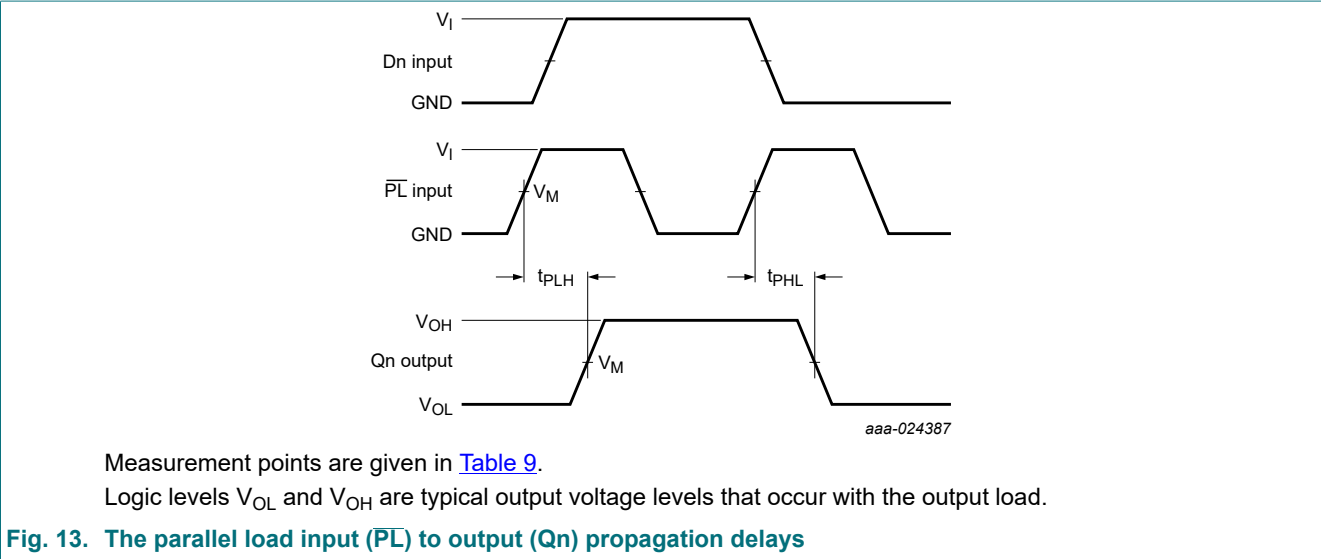 V_I
Dn input
GND
V_I
P̅L̅ input
V_M
GND
t_PLH
t_PHL
V_OH
Qn output
V_M
V_OL
aaa-024387
Measurement points are given in Table 9.
Logic levels V_OL and V_OH are typical output voltage levels that occur with the output load.
Fig. 13. The parallel load input (P̅L̅) to output (Qn) propagation delays